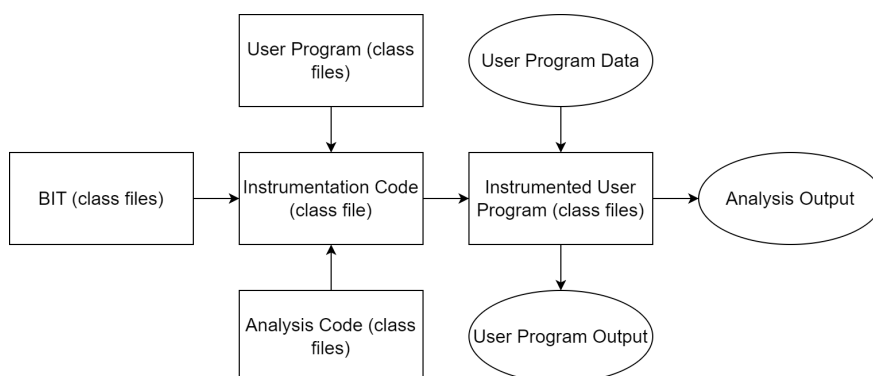 User Program (class
files)
User Program Data
BIT (class files)
Instrumentation Code
(class file)
Instrumented User
Program (class files)
Analysis Output
Analysis Code (class
files)
User Program Output